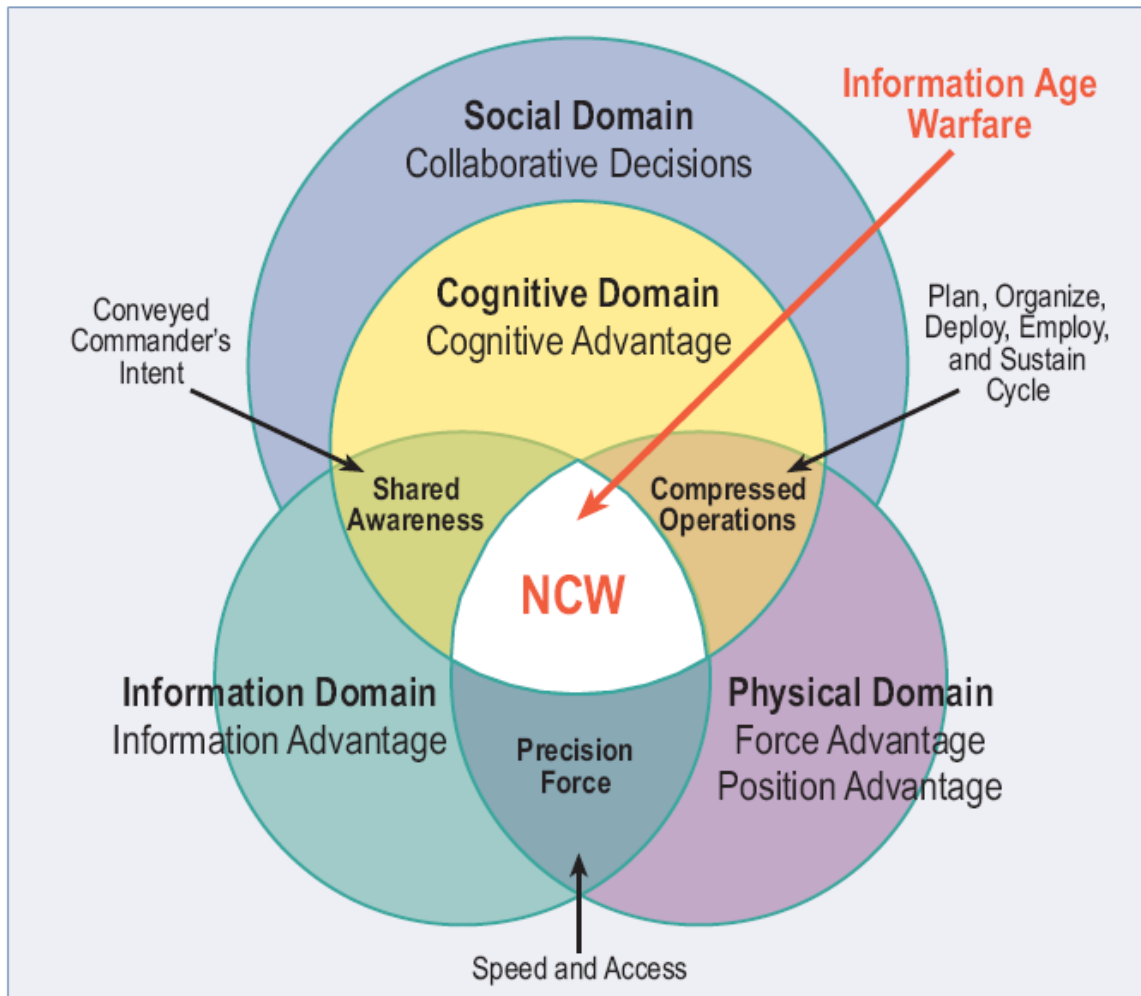 Information Age
Warfare
Social Domain
Collaborative Decisions
Cognitive Domain
Cognitive Advantage
Conveyed
Commander's
Intent
Plan, Organize,
Deploy, Employ,
and Sustain
Cycle
Shared
Awareness
Compressed
Operations
NCW
Information Domain
Information Advantage
Physical Domain
Force Advantage
Position Advantage
Precision
Force
Speed and Access